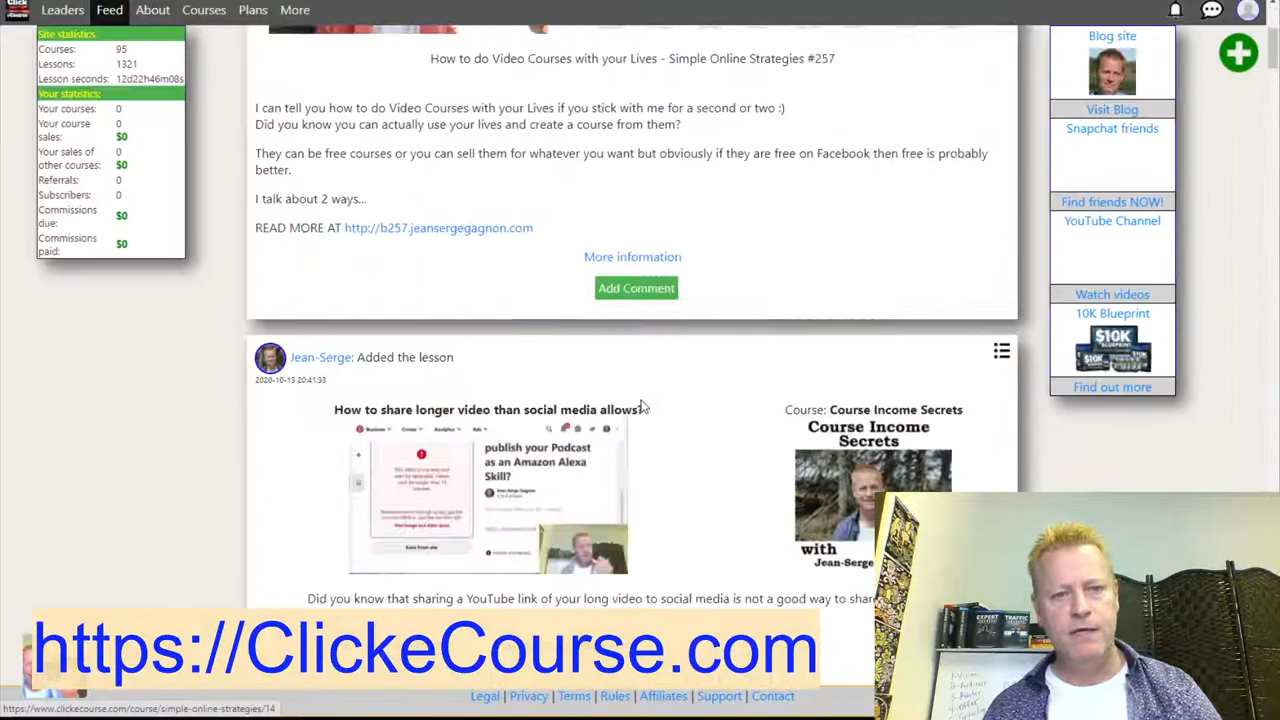 Click
eCourse
Leaders
Feed
About
Courses
Plans
More
Site statistics
Courses: 95
Lessons: 1321
Lesson seconds: 12d22h46m08s
Your statistics:
Your courses: 0
Your course sales: 0
$0
Your sales of other courses: 0
$0
Referrals: 0
Subscribers: 0
Commissions due: $0
Commissions paid: $0
How to do Video Courses with your Lives - Simple Online Strategies #257
I can tell you how to do Video Courses with your Lives if you stick with me for a second or two :)
Did you know you can actually use your lives and create a course from them?
They can be free courses or you can sell them for whatever you want but obviously if they are free on Facebook then free is probably
better.
I talk about 2 ways...
READ MORE AT http://b257.jeansergegagnon.com
More information
Add Comment
Jean-Serge: Added the lesson
2020-10-13 20:41:33
How to share longer video than social media allows?
publish your Podcast
as an Amazon Alexa
Skill?
Course: Course Income Secrets
Course Income
Secrets
with
Jean-Serge
Did you know that sharing a YouTube link of your long video to social media is not a good way to share
Blog site
Visit Blog
Snapchat friends
Find friends NOW!
YouTube Channel
Watch videos
10K Blueprint
$10K
BLUEPRINT
Find out more
EXPERT
SECRETS
TRAFFIC
SECRETS
https://ClickeCourse.com
Legal | Privacy | Terms | Rules | Affiliates | Support | Contact
https://www.clickecourse.com/course/simple-online-strategies/14